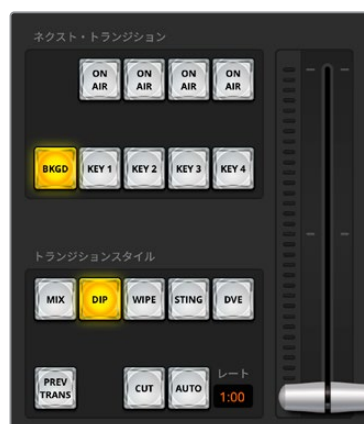 ネクスト・トランジション
ON AIR ON AIR ON AIR ON AIR
BKGD KEY 1 KEY 2 KEY 3 KEY 4
トランジションスタイル
MIX DIP WIPE STING DVE
レート
PREV TRANS CUT AUTO 1:00